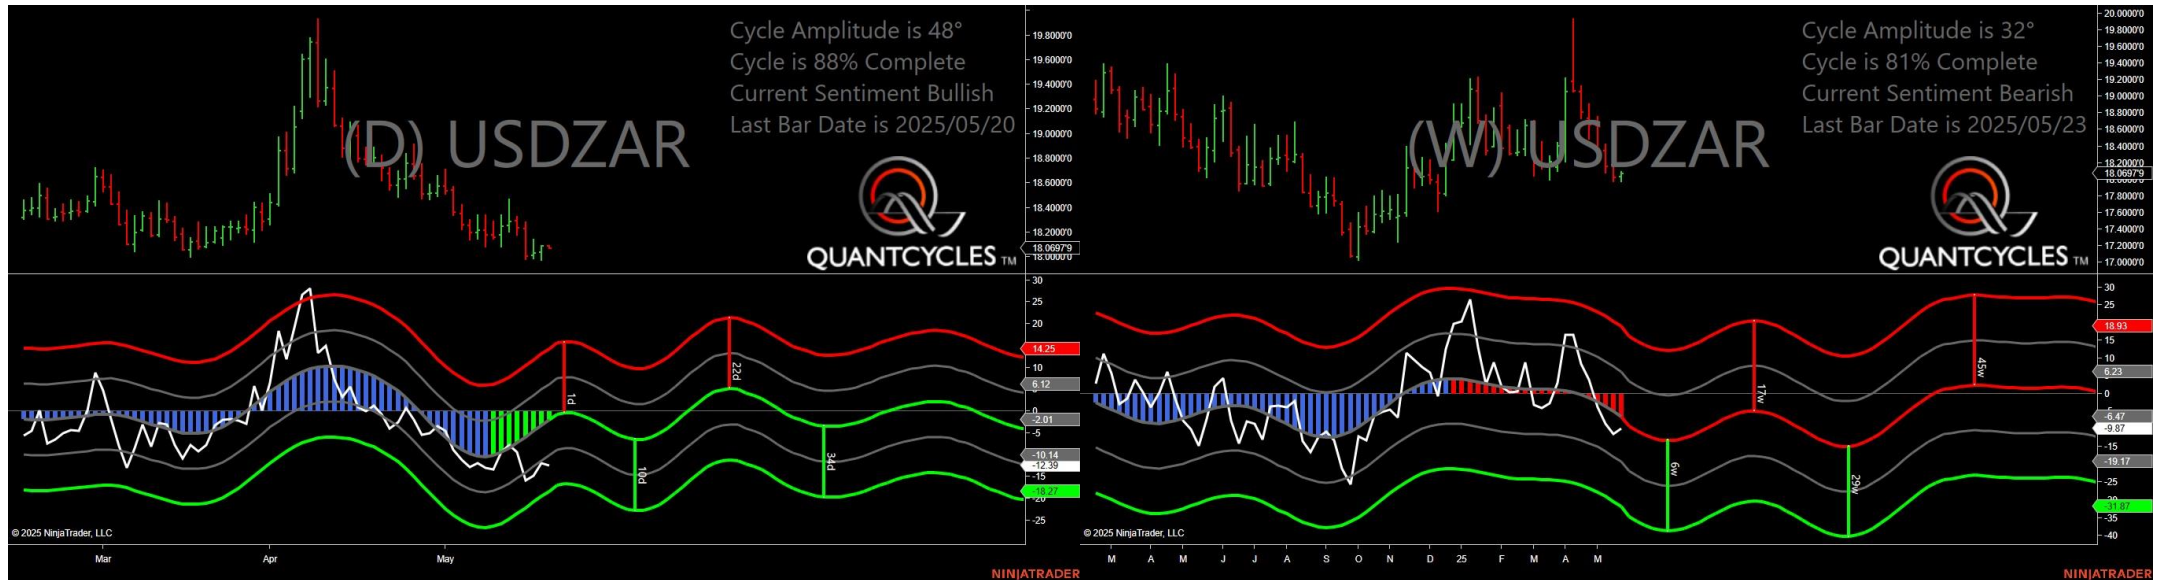 Cycle Amplitude is 48°
Cycle is 88% Complete
Current Sentiment Bullish
Last Bar Date is 2025/05/20
(D) USDZAR
QUANTCYCLES TM
19.8000'0
19.6000'0
19.4000'0
19.2000'0
19.0000'0
18.8000'0
18.6000'0
18.4000'0
18.2000'0
18.0697'9
18.0000'0
30
25
20
14.25
10
6.12
0
-2.01
-5
-10.14
-12.39
-15
-18.27
-20
-25
1d
10d
22d
34d
© 2025 NinjaTrader, LLC
Mar Apr May
NINJATRADER
Cycle Amplitude is 32°
Cycle is 81% Complete
Current Sentiment Bearish
Last Bar Date is 2025/05/23
(W) USDZAR
QUANTCYCLES TM
20.0000'0
19.8000'0
19.6000'0
19.4000'0
19.2000'0
19.0000'0
18.8000'0
18.6000'0
18.4000'0
18.2000'0
18.0697'9
17.8000'0
17.6000'0
17.4000'0
17.2000'0
17.0000'0
30
25
18.93
15
10
6.23
0
-6.47
-9.87
-15
-19.17
-25
-31.87
-35
-40
6w
17w
29w
45w
© 2025 NinjaTrader, LLC
M A M J J A S O N D 25 F M A M
NINJATRADER